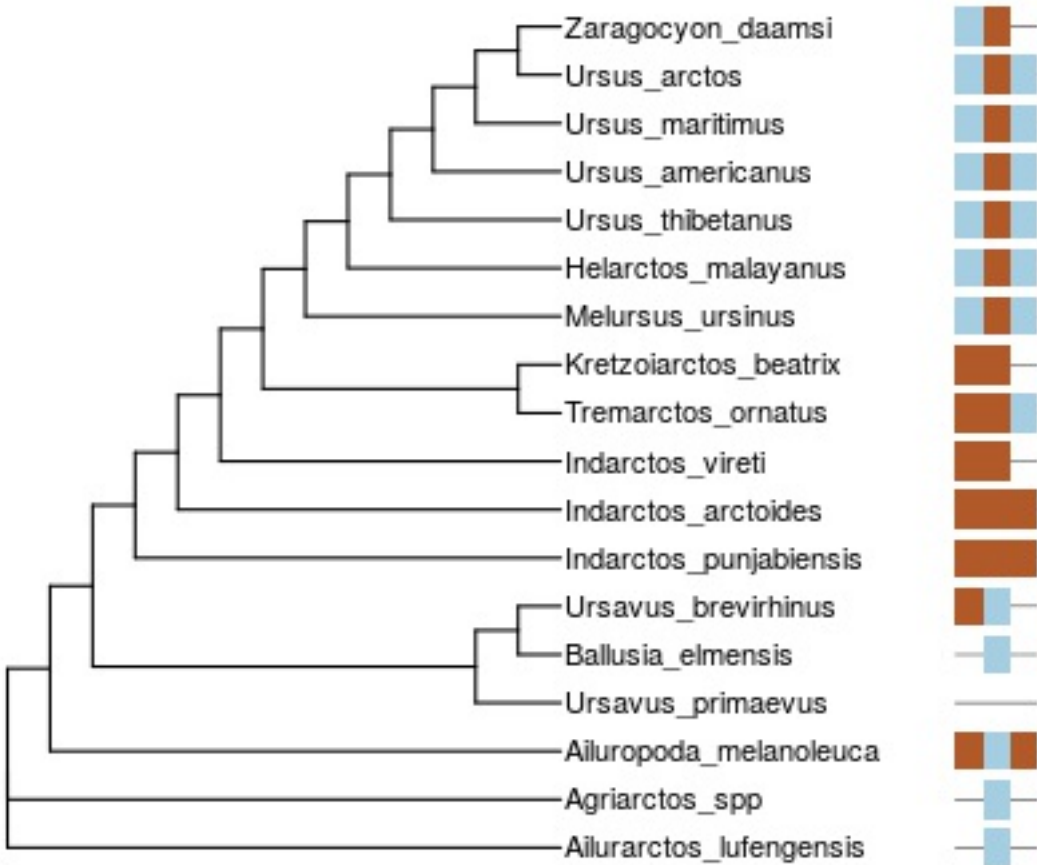 Zaragocyon_daamsi
Ursus_arctos
Ursus_maritimus
Ursus_americanus
Ursus_thibetanus
Helarctos_malayanus
Melursus_ursinus
Kretzoiarctos_beatrix
Tremarctos_ornatus
Indarctos_vireti
Indarctos_arctoides
Indarctos_punjabiensis
Ursavus_brevirhinus
Ballusia_elmensis
Ursavus_primaevus
Ailuropoda_melanoleuca
Agriarctos_spp
Ailurarctos_lufengensis